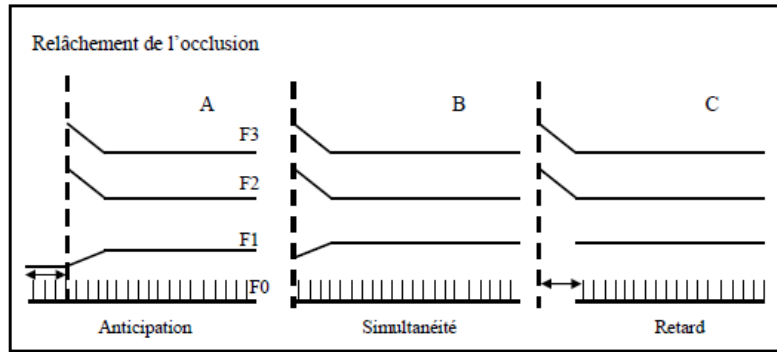 Relâchement de l'occlusion
A B C
F3
F2
F1
F0
Anticipation Simultanéité Retard